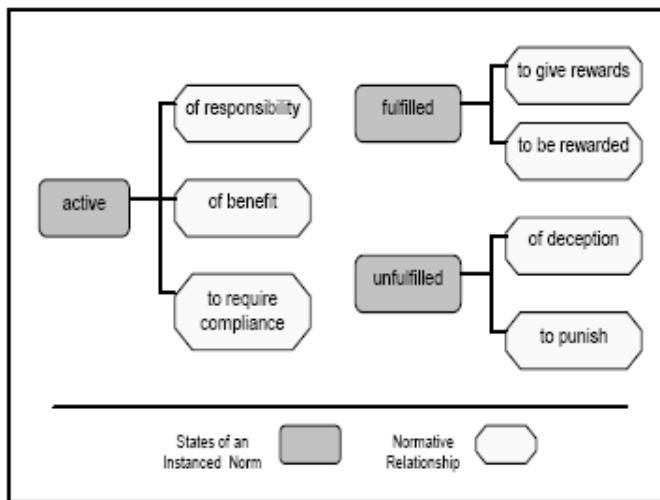 active
of responsibility
of benefit
to require
compliance
fulfilled
to give rewards
to be rewarded
unfulfilled
of deception
to punish
States of an
Instanced Norm
Normative
Relationship